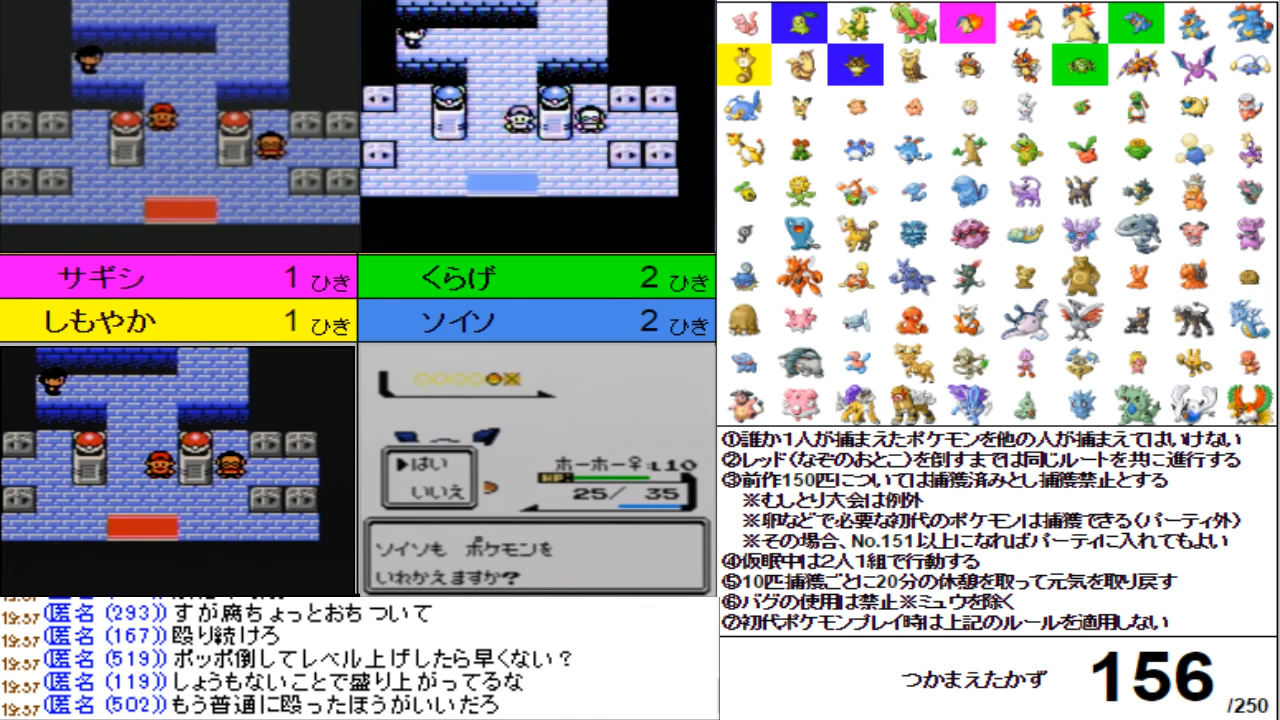 サギシ 1 ひき
くらげ 2 ひき
しもやか 1 ひき
ソイソ 2 ひき
▶はい
いいえ
ホーホー♀:L10
HP
25/ 35
ソイソも ポケモンを
いれかえますか?
19:57 (匿名 (293)) すが腐ちょっとおちついて
19:57 (匿名 (167)) 殴り続けろ
19:57 (匿名 (519)) ポッポ倒してレベル上げしたら早くない?
19:57 (匿名 (119)) しょうもないことで盛り上がってるな
19:57 (匿名 (502)) もう普通に殴ったほうがいいだろ
①誰か1人が捕まえたポケモンを他の人が捕まえてはいけない
②レッド(なぞのおとこ)を倒すまでは同じルートを共に進行する
③前作150匹については捕獲済みとし捕獲禁止とする
※むしとり大会は例外
※卵などで必要な初代のポケモンは捕獲できる(パーティ外)
※その場合、No.151以上になればパーティに入れてもよい
④仮眠中は2人1組で行動する
⑤10匹捕獲ごとに20分の休憩を取って元気を取り戻す
⑥バグの使用は禁止※ミュウを除く
⑦初代ポケモンプレイ時は上記のルールを適用しない
つかまえたかず 156 /250